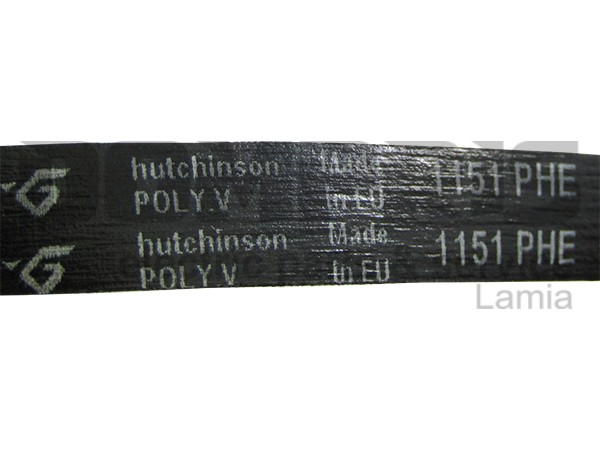 hutchinson Made 1151 PHE
POLY.V In EU
hutchinson Made 1151 PHE
POLY.V In EU
Lamia